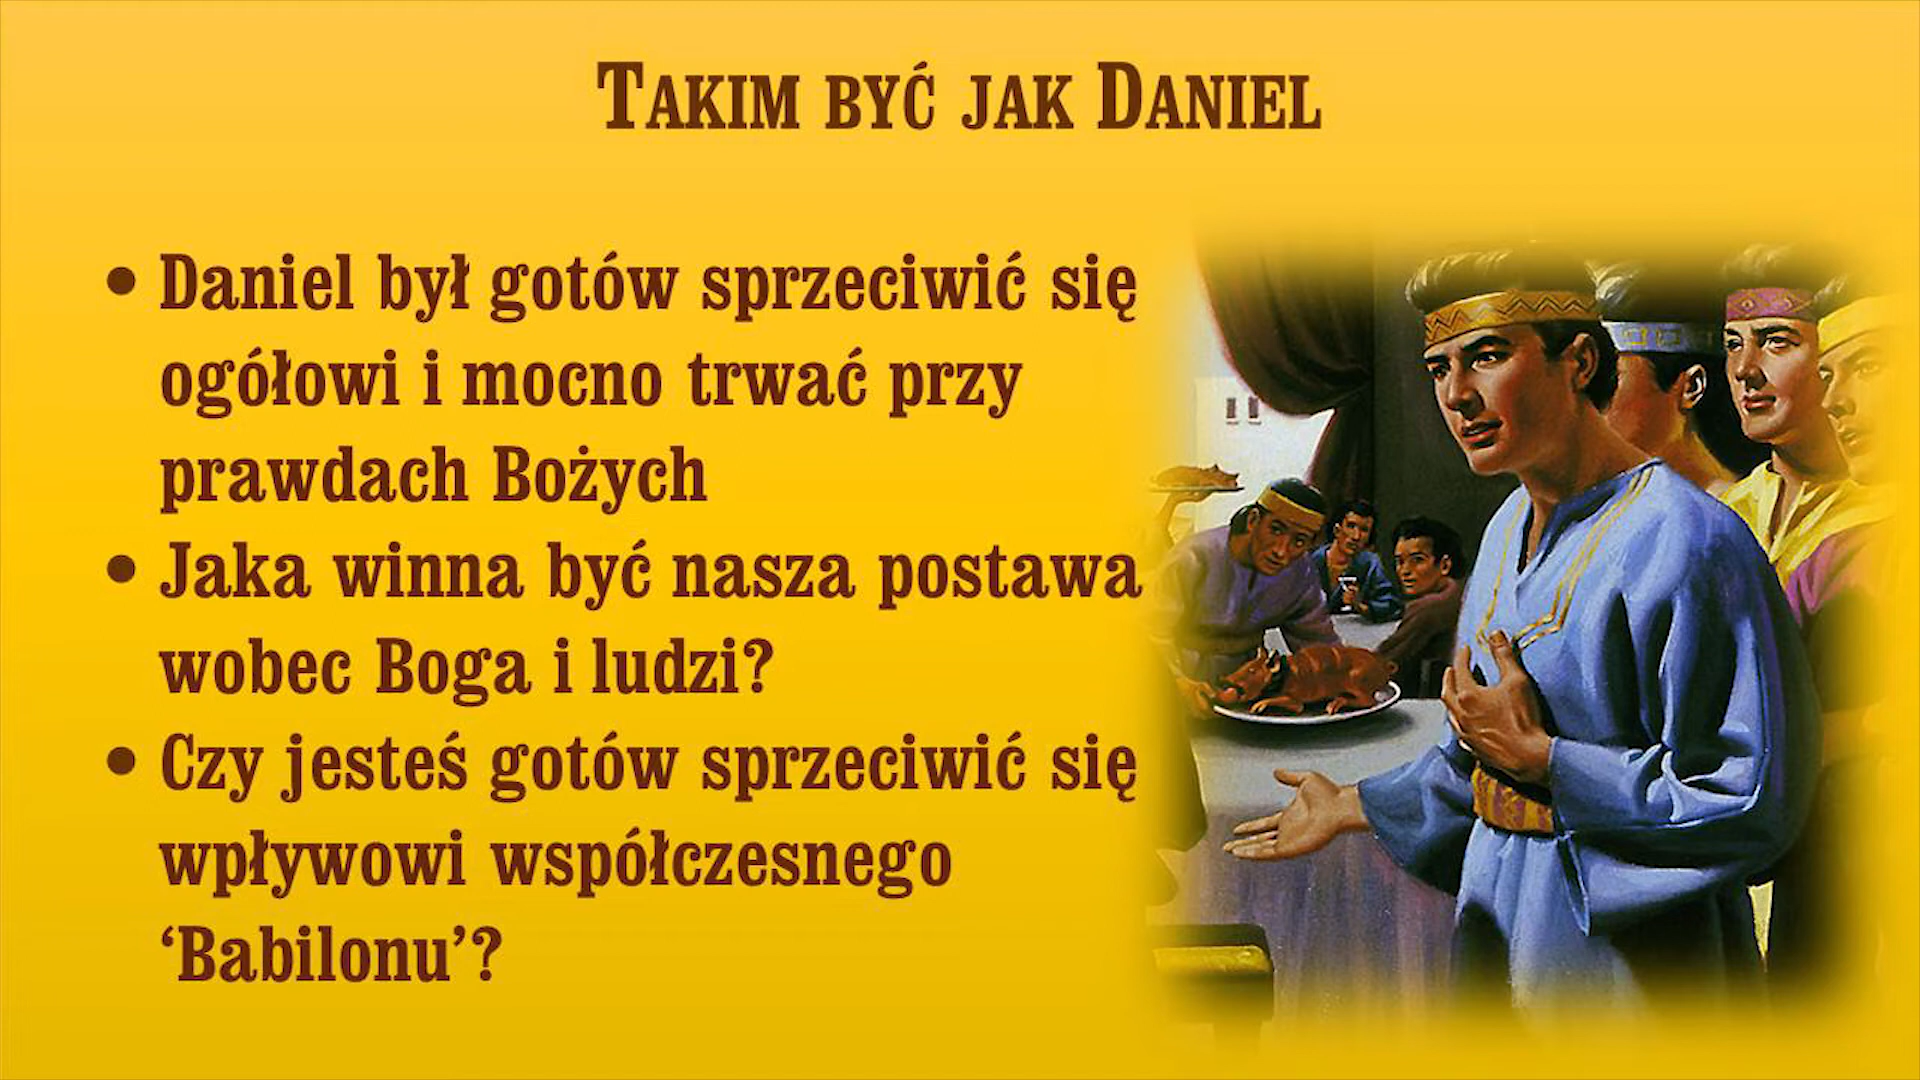 Takim być jak Daniel
• Daniel był gotów sprzeciwić się
ogółowi i mocno trwać przy
prawdach Bożych
• Jaka winna być nasza postawa
wobec Boga i ludzi?
• Czy jesteś gotów sprzeciwić się
wpływowi współczesnego
‘Babilonu’?